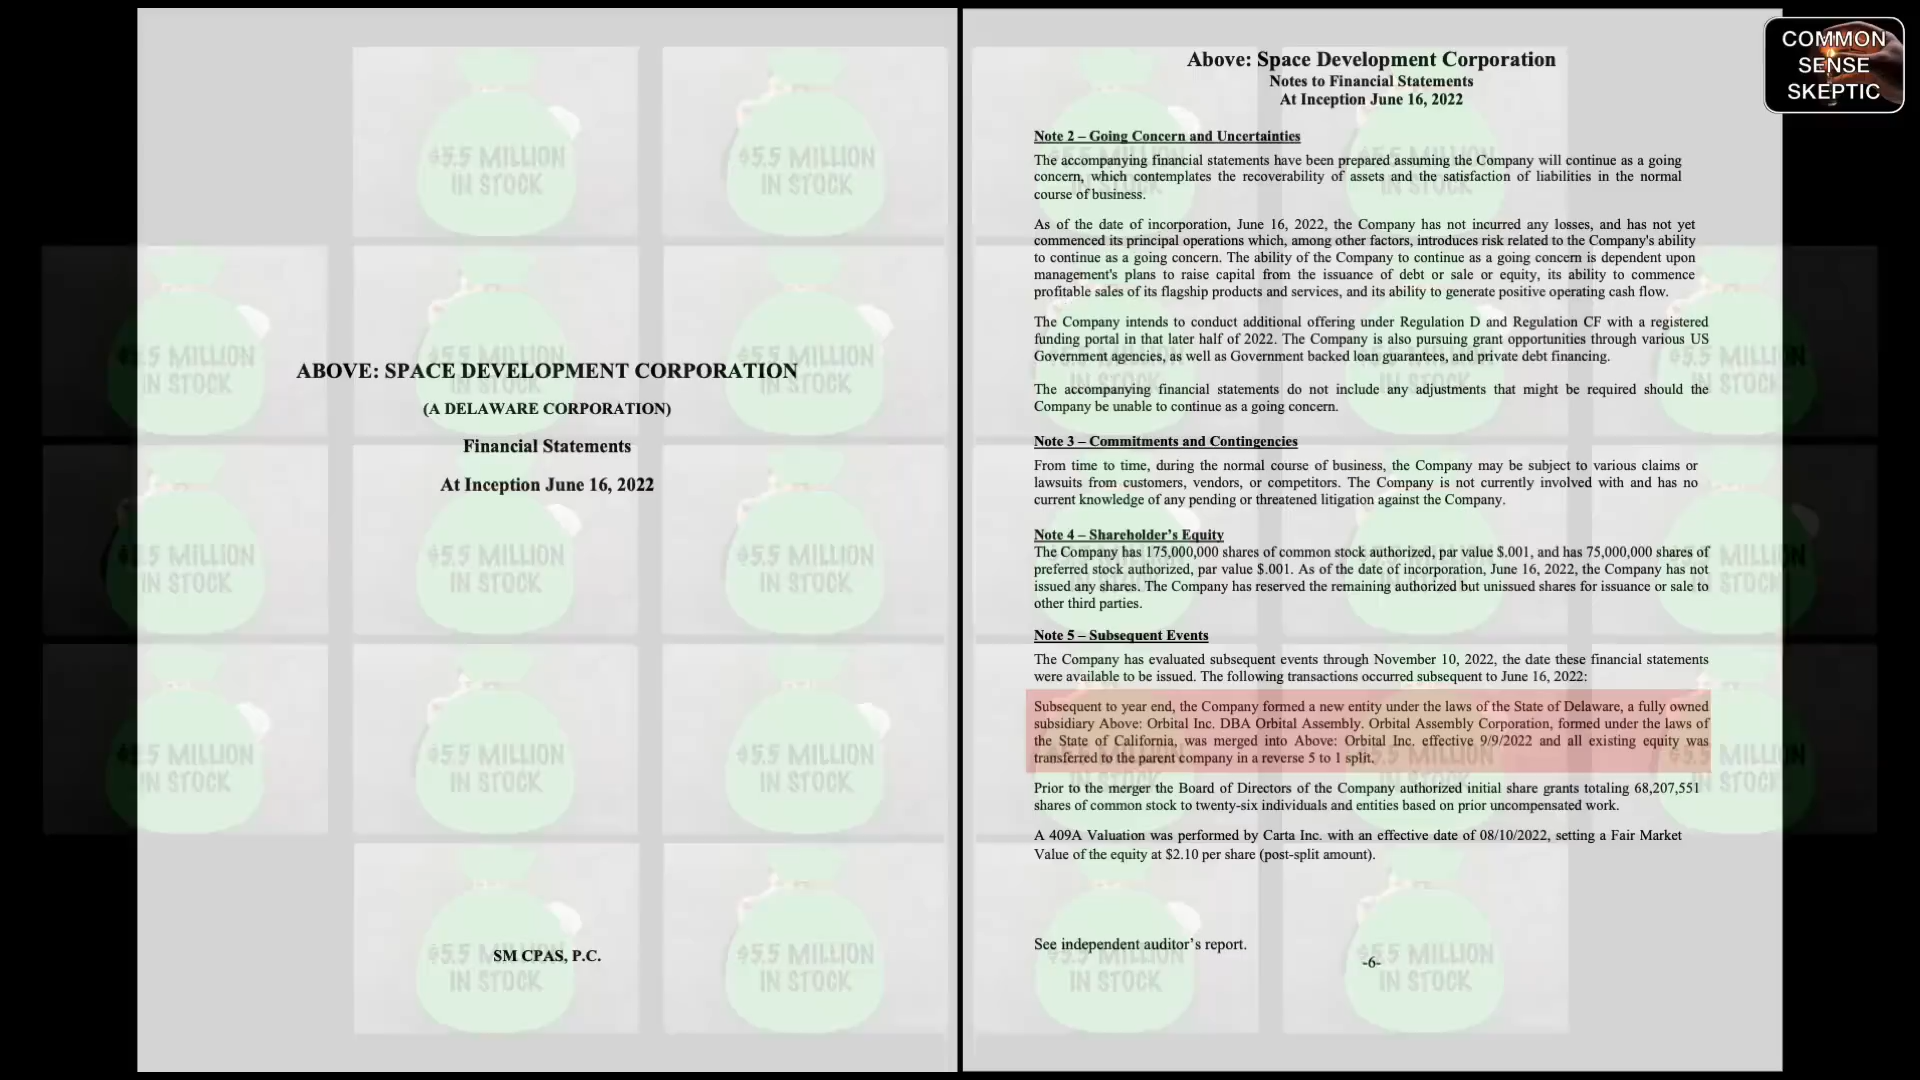 COMMON
SENSE
SKEPTIC
ABOVE: SPACE DEVELOPMENT CORPORATION
(A DELAWARE CORPORATION)
Financial Statements
At Inception June 16, 2022
SM CPAS, P.C.
Above: Space Development Corporation
Notes to Financial Statements
At Inception June 16, 2022
Note 2 – Going Concern and Uncertainties
The accompanying financial statements have been prepared assuming the Company will continue as a going
concern, which contemplates the recoverability of assets and the satisfaction of liabilities in the normal
course of business.
As of the date of incorporation, June 16, 2022, the Company has not incurred any losses, and has not yet
commenced its principal operations which, among other factors, introduces risk related to the Company's ability
to continue as a going concern. The ability of the Company to continue as a going concern is dependent upon
management's plans to raise capital from the issuance of debt or sale or equity, its ability to commence
profitable sales of its flagship products and services, and its ability to generate positive operating cash flow.
The Company intends to conduct additional offering under Regulation D and Regulation CF with a registered
funding portal in that later half of 2022. The Company is also pursuing grant opportunities through various US
Government agencies, as well as Government backed loan guarantees, and private debt financing.
The accompanying financial statements do not include any adjustments that might be required should the
Company be unable to continue as a going concern.
Note 3 – Commitments and Contingencies
From time to time, during the normal course of business, the Company may be subject to various claims or
lawsuits from customers, vendors, or competitors. The Company is not currently involved with and has no
current knowledge of any pending or threatened litigation against the Company.
Note 4 – Shareholder's Equity
The Company has 175,000,000 shares of common stock authorized, par value $.001, and has 75,000,000 shares of
preferred stock authorized, par value $.001. As of the date of incorporation, June 16, 2022, the Company has not
issued any shares. The Company has reserved the remaining authorized but unissued shares for issuance or sale to
other third parties.
Note 5 – Subsequent Events
The Company has evaluated subsequent events through November 10, 2022, the date these financial statements
were available to be issued. The following transactions occurred subsequent to June 16, 2022:
Subsequent to year end, the Company formed a new entity under the laws of the State of Delaware, a fully owned
subsidiary Above: Orbital Inc. DBA Orbital Assembly. Orbital Assembly Corporation, formed under the laws of
the State of California, was merged into Above: Orbital Inc. effective 9/9/2022 and all existing equity was
transferred to the parent company in a reverse 5 to 1 split.
Prior to the merger the Board of Directors of the Company authorized initial share grants totaling 68,207,551
shares of common stock to twenty-six individuals and entities based on prior uncompensated work.
A 409A Valuation was performed by Carta Inc. with an effective date of 08/10/2022, setting a Fair Market
Value of the equity at $2.10 per share (post-split amount).
See independent auditor's report.
-6-
$5.5 MILLION
IN STOCK
$5.5 MILLION
IN STOCK